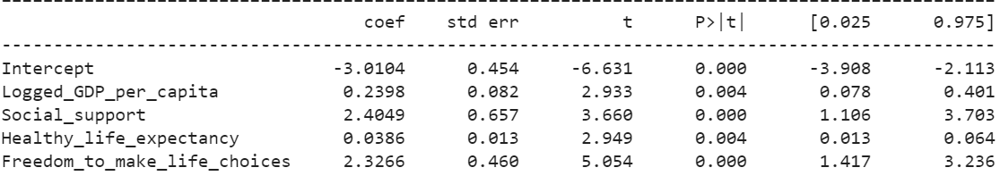 coef std err t P>|t| [0.025 0.975]
Intercept -3.0104 0.454 -6.631 0.000 -3.908 -2.113
Logged_GDP_per_capita 0.2398 0.082 2.933 0.004 0.078 0.401
Social_support 2.4049 0.657 3.660 0.000 1.106 3.703
Healthy_life_expectancy 0.0386 0.013 2.949 0.004 0.013 0.064
Freedom_to_make_life_choices 2.3266 0.460 5.054 0.000 1.417 3.236